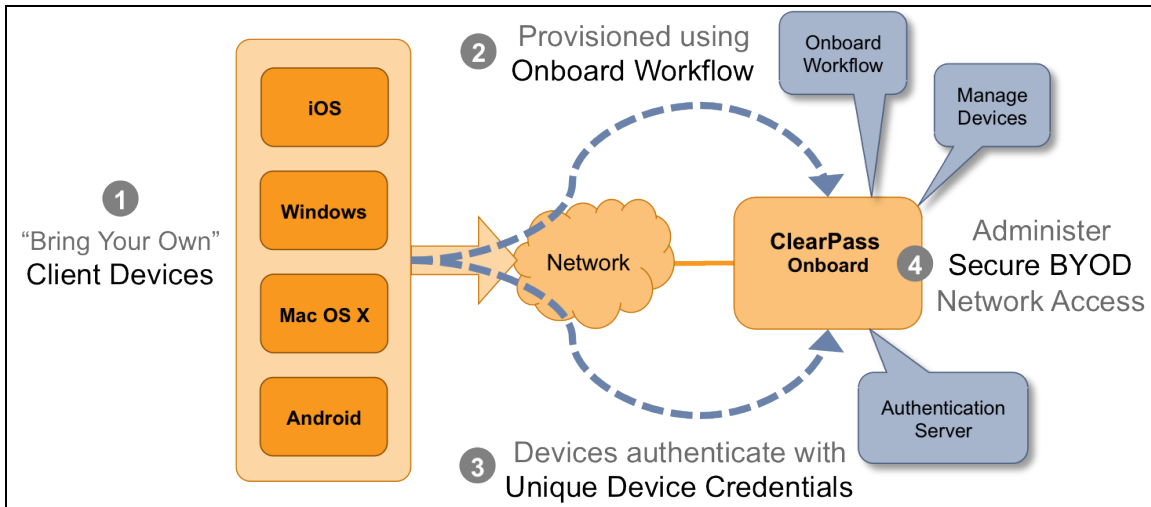 1
“Bring Your Own”
Client Devices
iOS
Windows
Mac OS X
Android
2
Provisioned using
Onboard Workflow
Network
3
Devices authenticate with
Unique Device Credentials
Onboard
Workflow
Manage
Devices
ClearPass
Onboard
4
Administer
Secure BYOD
Network Access
Authentication
Server